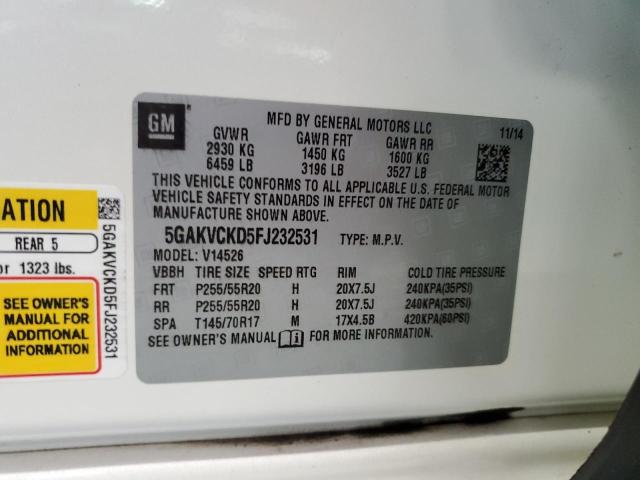 GM
MFD BY GENERAL MOTORS LLC
11/14
GVWR GAWR FRT GAWR RR
2930 KG 1450 KG 1600 KG
6459 LB 3196 LB 3527 LB
THIS VEHICLE CONFORMS TO ALL APPLICABLE U.S. FEDERAL MOTOR
VEHICLE SAFETY STANDARDS IN EFFECT ON THE DATE OF
MANUFACTURE SHOWN ABOVE.
5GAKVCKD5FJ232531 TYPE: M.P.V.
MODEL: V14526
VBBH TIRE SIZE SPEED RTG RIM COLD TIRE PRESSURE
FRT P255/55R20 H 20X7.5J 240KPA(35PSI)
RR P255/55R20 H 20X7.5J 240KPA(35PSI)
SPA T145/70R17 M 17X4.5B 420KPA(60PSI)
SEE OWNER'S MANUAL FOR MORE INFORMATION.
ATION
REAR 5
or 1323 lbs.
SEE OWNER'S
MANUAL FOR
ADDITIONAL
INFORMATION
5GAKVCKD5FJ232531